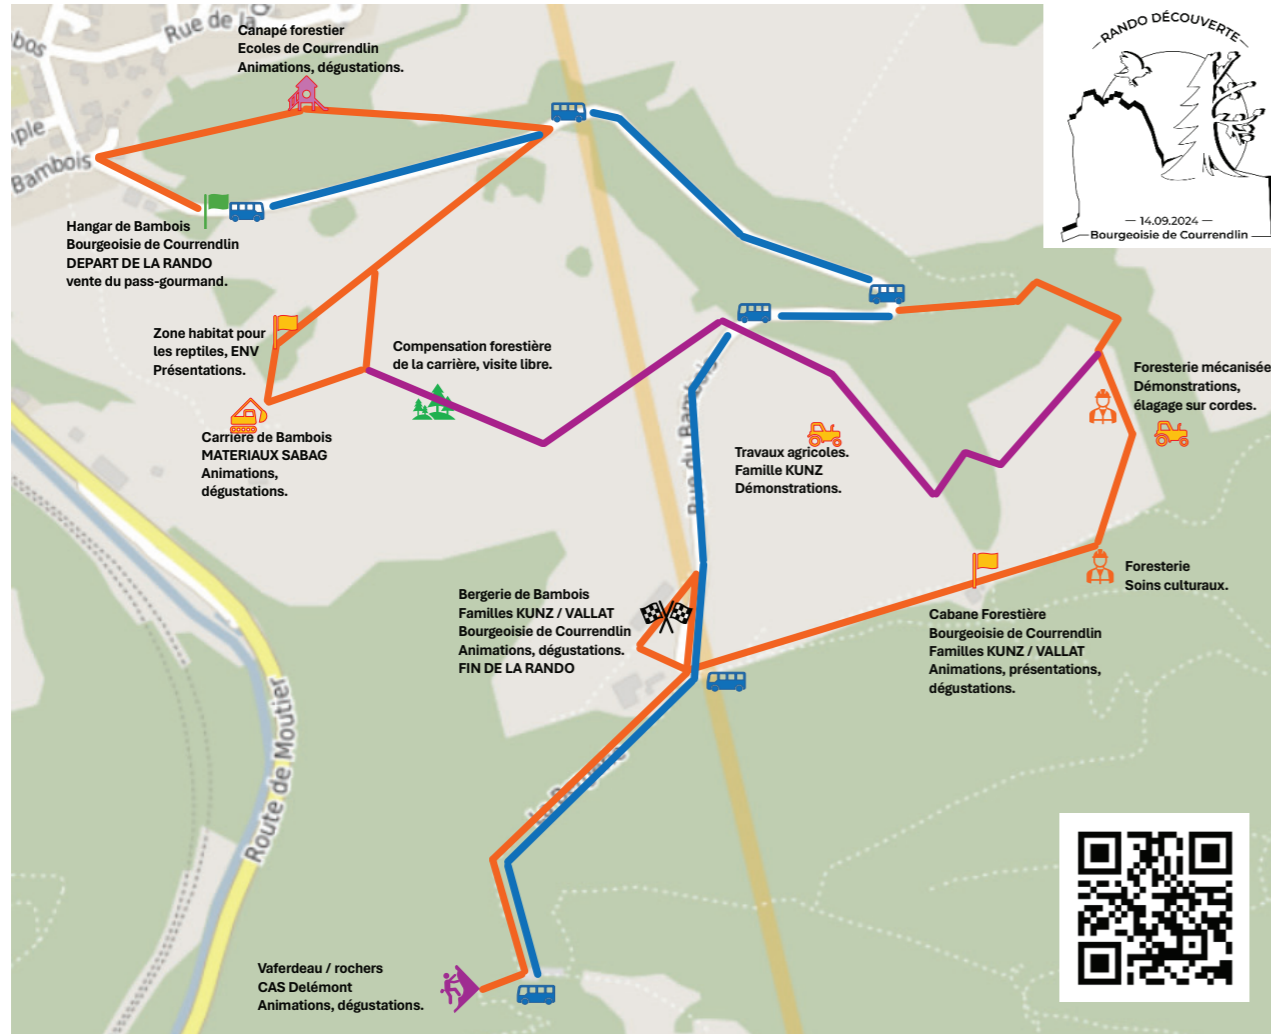 Rue de la
Canapé forestier
Ecoles de Courrendlin
Animations, dégustations.
RANDO DÉCOUVERTE
— 14.09.2024 —
Bourgeoisie de Courrendlin
Bambois
Hangar de Bambois
Bourgeoisie de Courrendlin
DEPART DE LA RANDO
vente du pass-gourmand.
Zone habitat pour
les reptiles, ENV
Présentations.
Compensation forestière
de la carrière, visite libre.
Carrière de Bambois
MATERIAUX SABAG
Animations,
dégustations.
Rue du Bambois
Travaux agricoles.
Famille KUNZ
Démonstrations.
Foresterie mécanisée
Démonstrations,
élagage sur cordes.
Foresterie
Soins culturaux.
Bergerie de Bambois
Familles KUNZ / VALLAT
Bourgeoisie de Courrendlin
Animations, dégustations.
FIN DE LA RANDO
Cabane Forestière
Bourgeoisie de Courrendlin
Familles KUNZ / VALLAT
Animations, présentations,
dégustations.
Route de Moutier
Vaferdeau / rochers
CAS Delémont
Animations, dégustations.